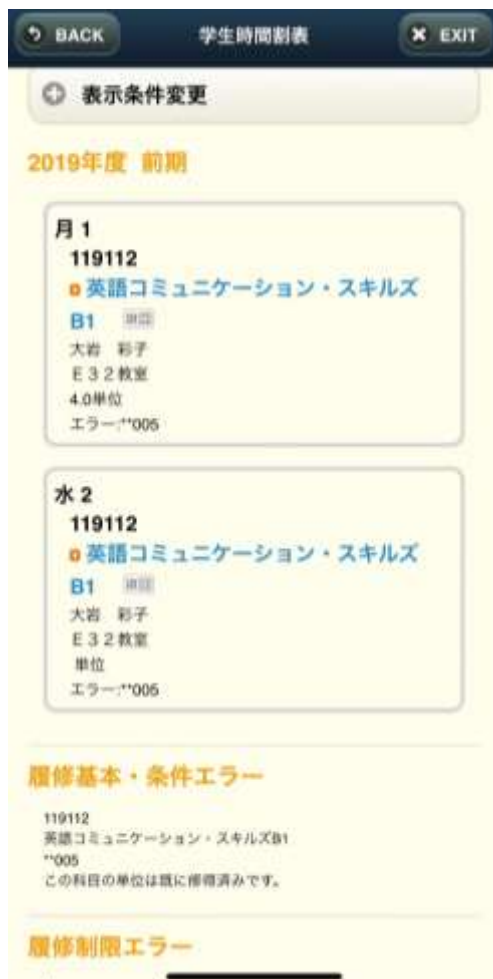 BACK
学生時間割表
EXIT
表示条件変更
2019年度 前期
月 1
119112
英語コミュニケーション・スキルズ
B1
大岩 彩子
E32教室
4.0単位
エラー:**005
水 2
119112
英語コミュニケーション・スキルズ
B1
大岩 彩子
E32教室
単位
エラー:**005
履修基本・条件エラー
119112
英語コミュニケーション・スキルズB1
**005
この科目の単位は既に修得済みです。
履修制限エラー